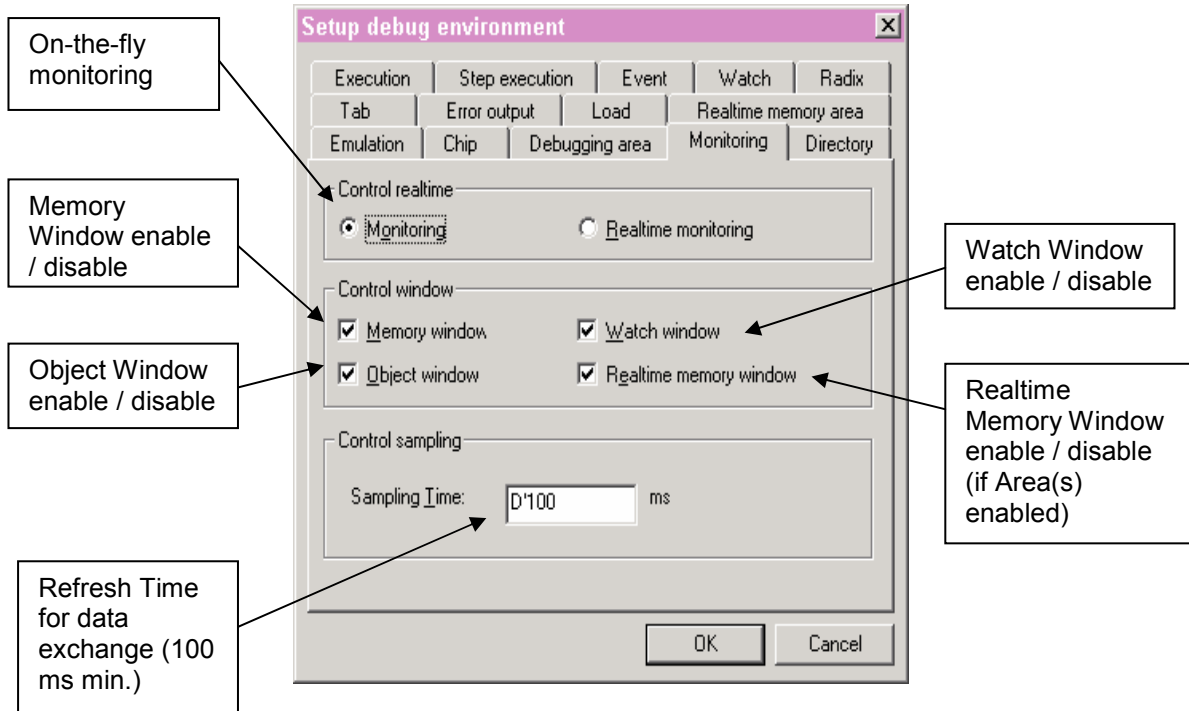 On-the-fly
monitoring
Memory
Window enable
/ disable
Object Window
enable / disable
Refresh Time
for data
exchange (100
ms min.)
Setup debug environment
Execution Step execution Event Watch Radix
Tab Error output Load Realtime memory area
Emulation Chip Debugging area Monitoring Directory
Control realtime
Monitoring Realtime monitoring
Control window
Memory window Watch window
Object window Realtime memory window
Control sampling
Sampling Time: D'100 ms
OK Cancel
Watch Window
enable / disable
Realtime
Memory Window
enable / disable
(if Area(s)
enabled)